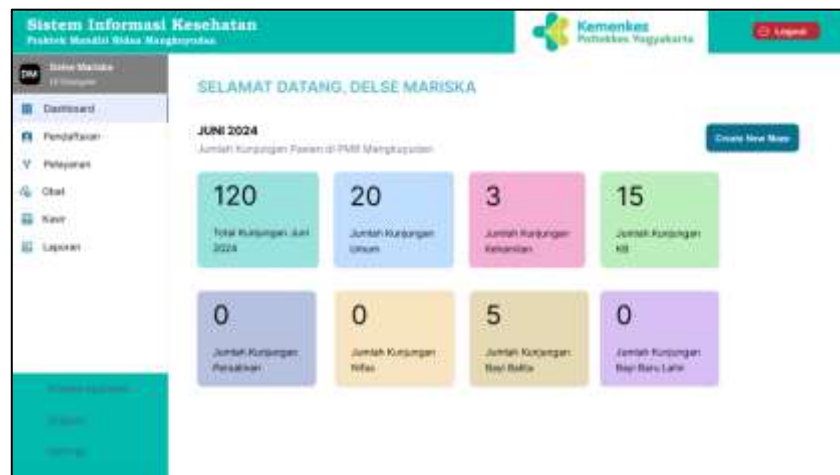 Sistem Informasi Kesehatan
Praktek Mandiri Bidan Mangkuyudan
Kemenkes
Poltekkes Yogyakarta
Logout
DM
Delse Mariska
SELAMAT DATANG, DELSE MARISKA
Dashboard
Pendaftaran
Pelayanan
Obat
Kasir
Laporan
JUNI 2024
Jumlah Kunjungan Pasien di PMB Mangkuyudan
Create New More
120
Total Kunjungan Juni
2024
20
Jumlah Kunjungan
Umum
3
Jumlah Kunjungan
Kehamilan
15
Jumlah Kunjungan
KB
0
Jumlah Kunjungan
Persalinan
0
Jumlah Kunjungan
Nifas
5
Jumlah Kunjungan
Bayi Balita
0
Jumlah Kunjungan
Bayi Baru Lahir